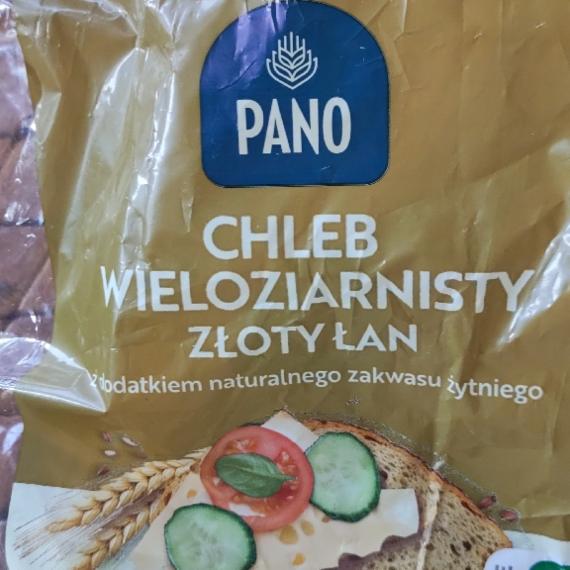 PANO
CHLEB
WIELOZIARNISTY
ZŁOTY ŁAN
z dodatkiem naturalnego zakwasu żytniego